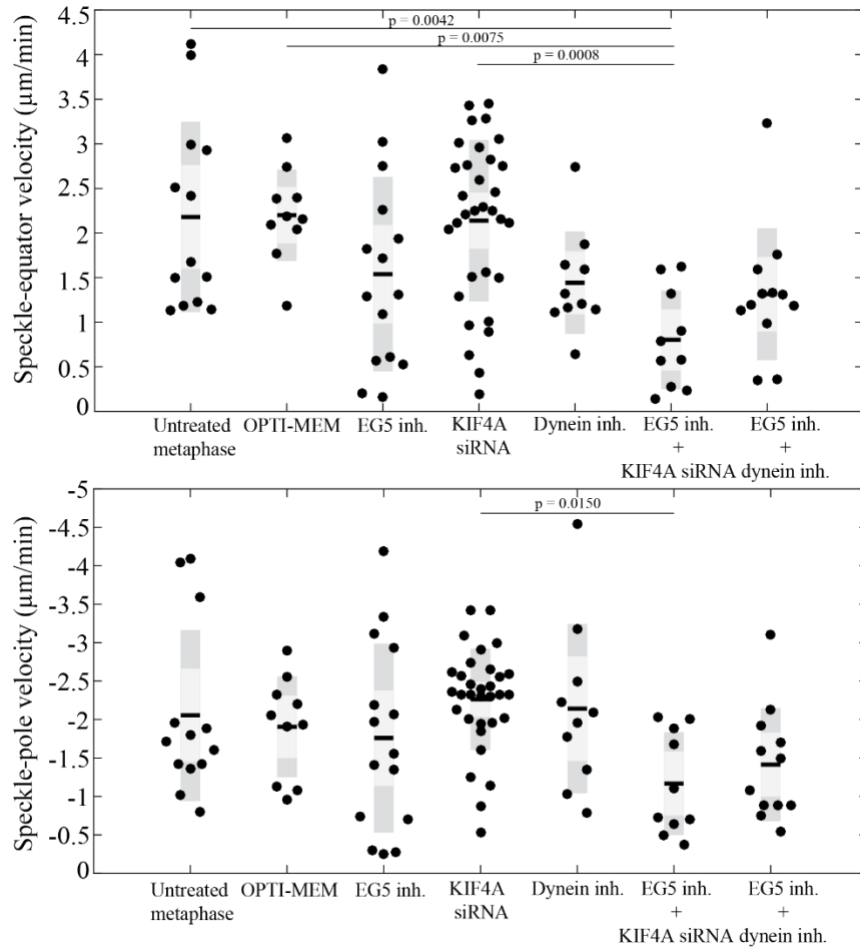 Speckle-equator velocity (μm/min)
4.5
4
3.5
3
2.5
2
1.5
1
0.5
0
p = 0.0042
p = 0.0075
p = 0.0008
Untreated metaphase
OPTI-MEM
EG5 inh.
KIF4A siRNA
Dynein inh.
EG5 inh. + KIF4A siRNA
EG5 inh. + dynein inh.
Speckle-pole velocity (μm/min)
-5
-4.5
-4
-3.5
-3
-2.5
-2
-1.5
-1
-0.5
0
p = 0.0150
Untreated metaphase
OPTI-MEM
EG5 inh.
KIF4A siRNA
Dynein inh.
EG5 inh. + KIF4A siRNA
EG5 inh. + dynein inh.